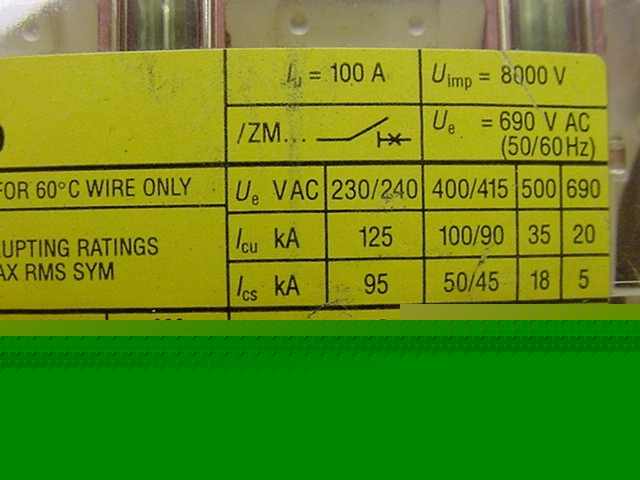 Iu = 100 A
Uimp = 8000 V
/ZM...
Ue = 690 V AC
(50/60 Hz)
FOR 60°C WIRE ONLY
Ue V AC 230/240 400/415 500 690
UPTING RATINGS
AX RMS SYM
Icu kA 125 100/90 35 20
Ics kA 95 50/45 18 5